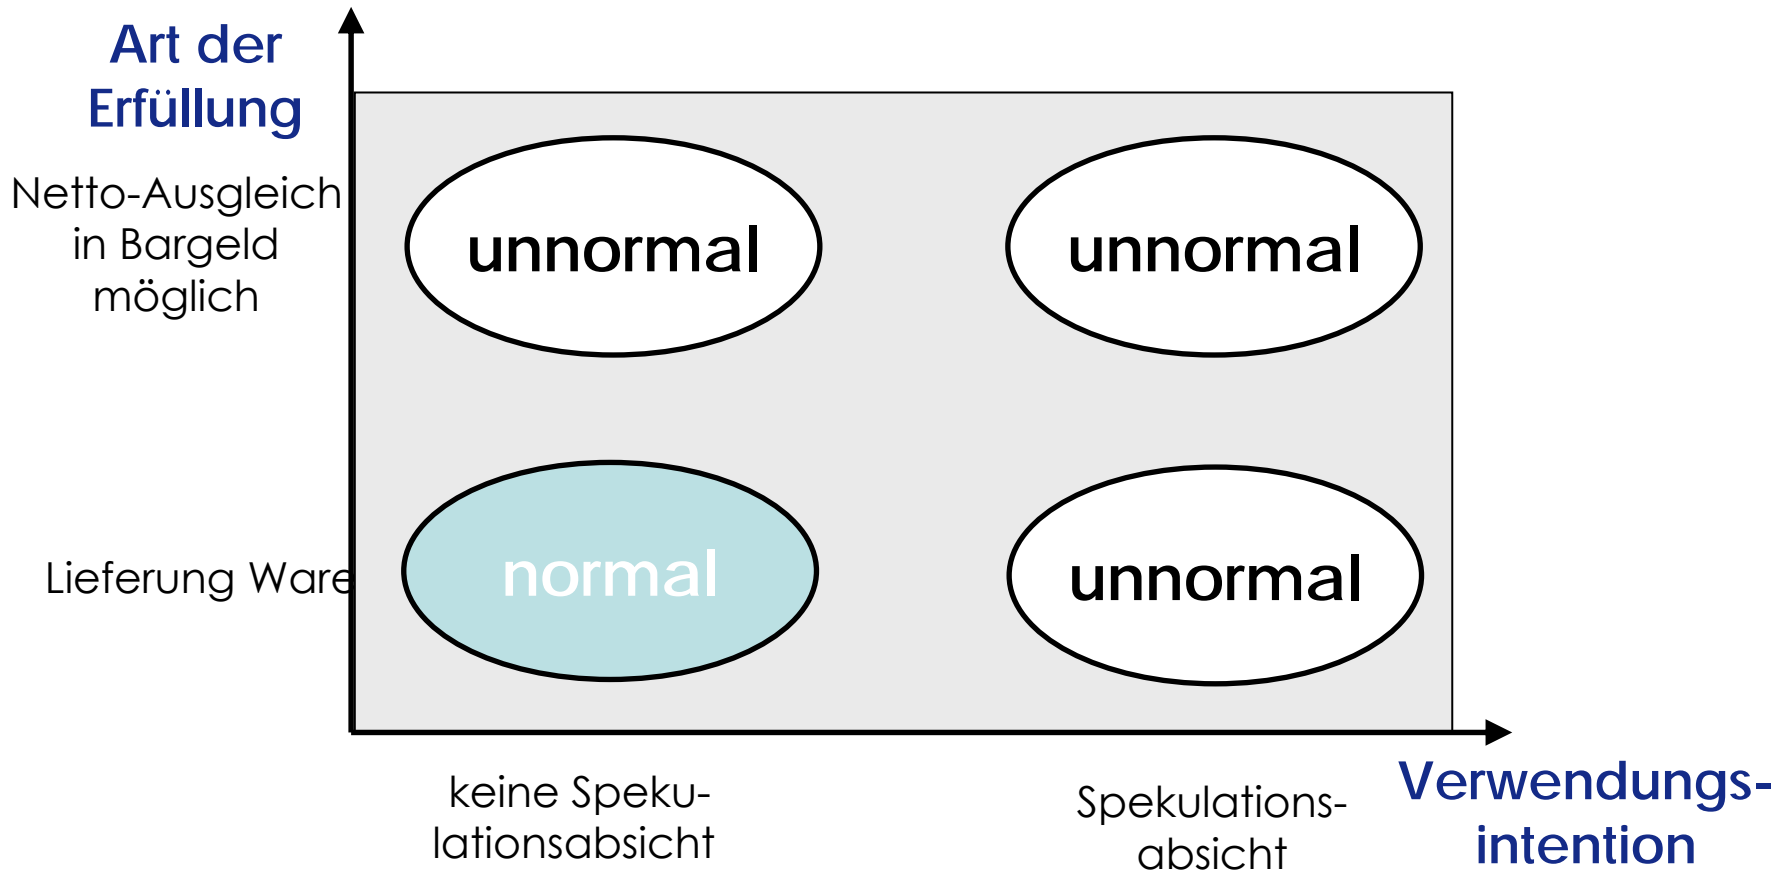 Art der
Erfüllung
Netto-Ausgleich
in Bargeld
möglich
unnormal
unnormal
Lieferung Ware
normal
unnormal
keine Speku-
lationsabsicht
Spekulations-
absicht
Verwendungs-
intention